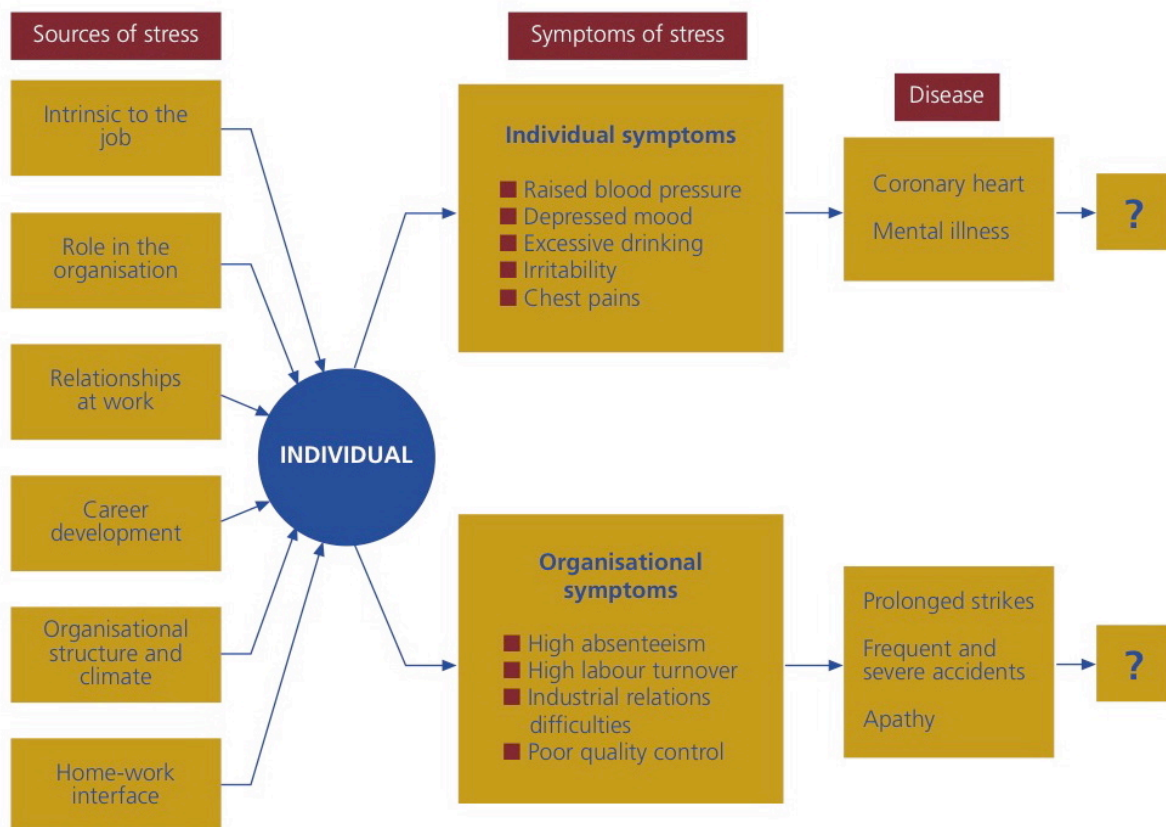 Sources of stress
Intrinsic to the
job
Role in the
organisation
Relationships
at work
Career
development
Organisational
structure and
climate
Home-work
interface
INDIVIDUAL
Symptoms of stress
Individual symptoms
Raised blood pressure
Depressed mood
Excessive drinking
Irritability
Chest pains
Organisational
symptoms
High absenteeism
High labour turnover
Industrial relations
difficulties
Poor quality control
Disease
Coronary heart
Mental illness
?
Prolonged strikes
Frequent and
severe accidents
Apathy
?